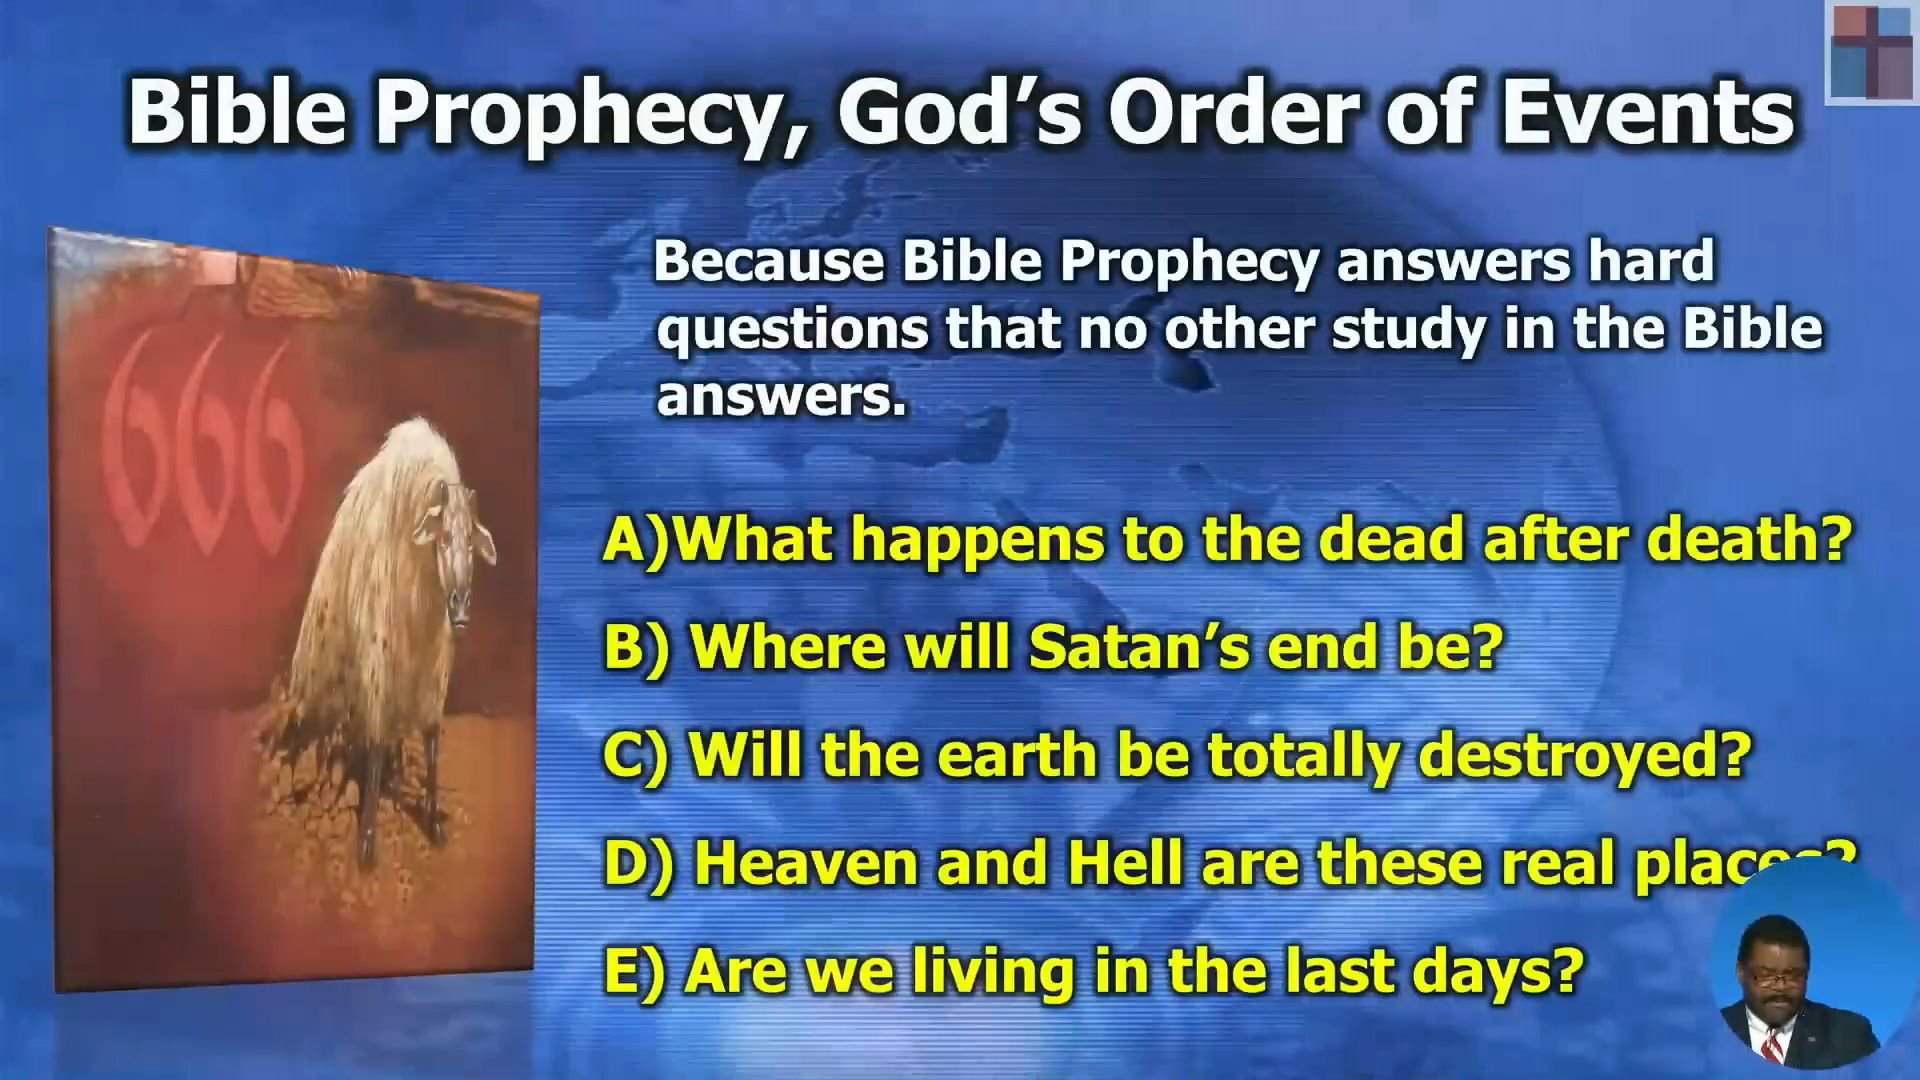 Bible Prophecy, God’s Order of Events
666
Because Bible Prophecy answers hard
questions that no other study in the Bible
answers.
A)What happens to the dead after death?
B) Where will Satan’s end be?
C) Will the earth be totally destroyed?
D) Heaven and Hell are these real places?
E) Are we living in the last days?